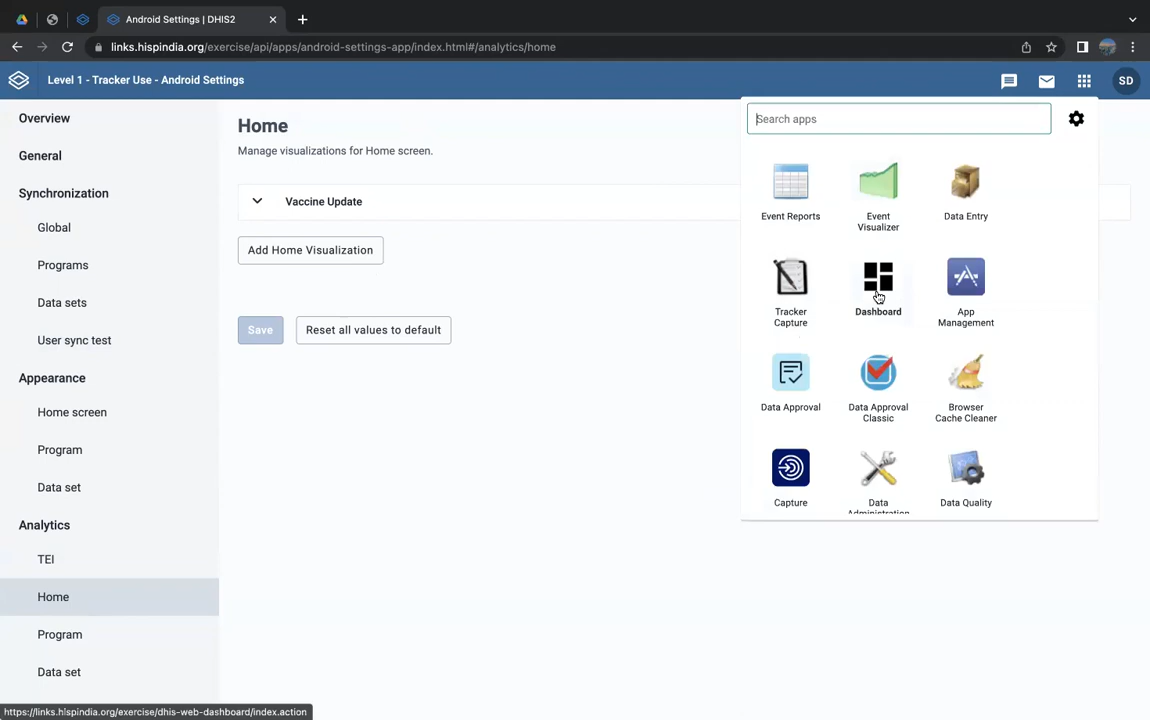 Android Settings | DHIS2
links.hispindia.org/exercise/api/apps/android-settings-app/index.html#/analytics/home
Level 1 - Tracker Use - Android Settings
SD
Overview
General
Synchronization
Global
Programs
Data sets
User sync test
Appearance
Home screen
Program
Data set
Analytics
TEI
Home
Program
Data set
Home
Manage visualizations for Home screen.
Vaccine Update
Add Home Visualization
Save
Reset all values to default
Search apps
Event Reports
Event
Visualizer
Data Entry
Tracker
Capture
Dashboard
App
Management
Data Approval
Data Approval
Classic
Browser
Cache Cleaner
Capture
Data
Administration
Data Quality
https://links.hispindia.org/exercise/dhis-web-dashboard/index.action